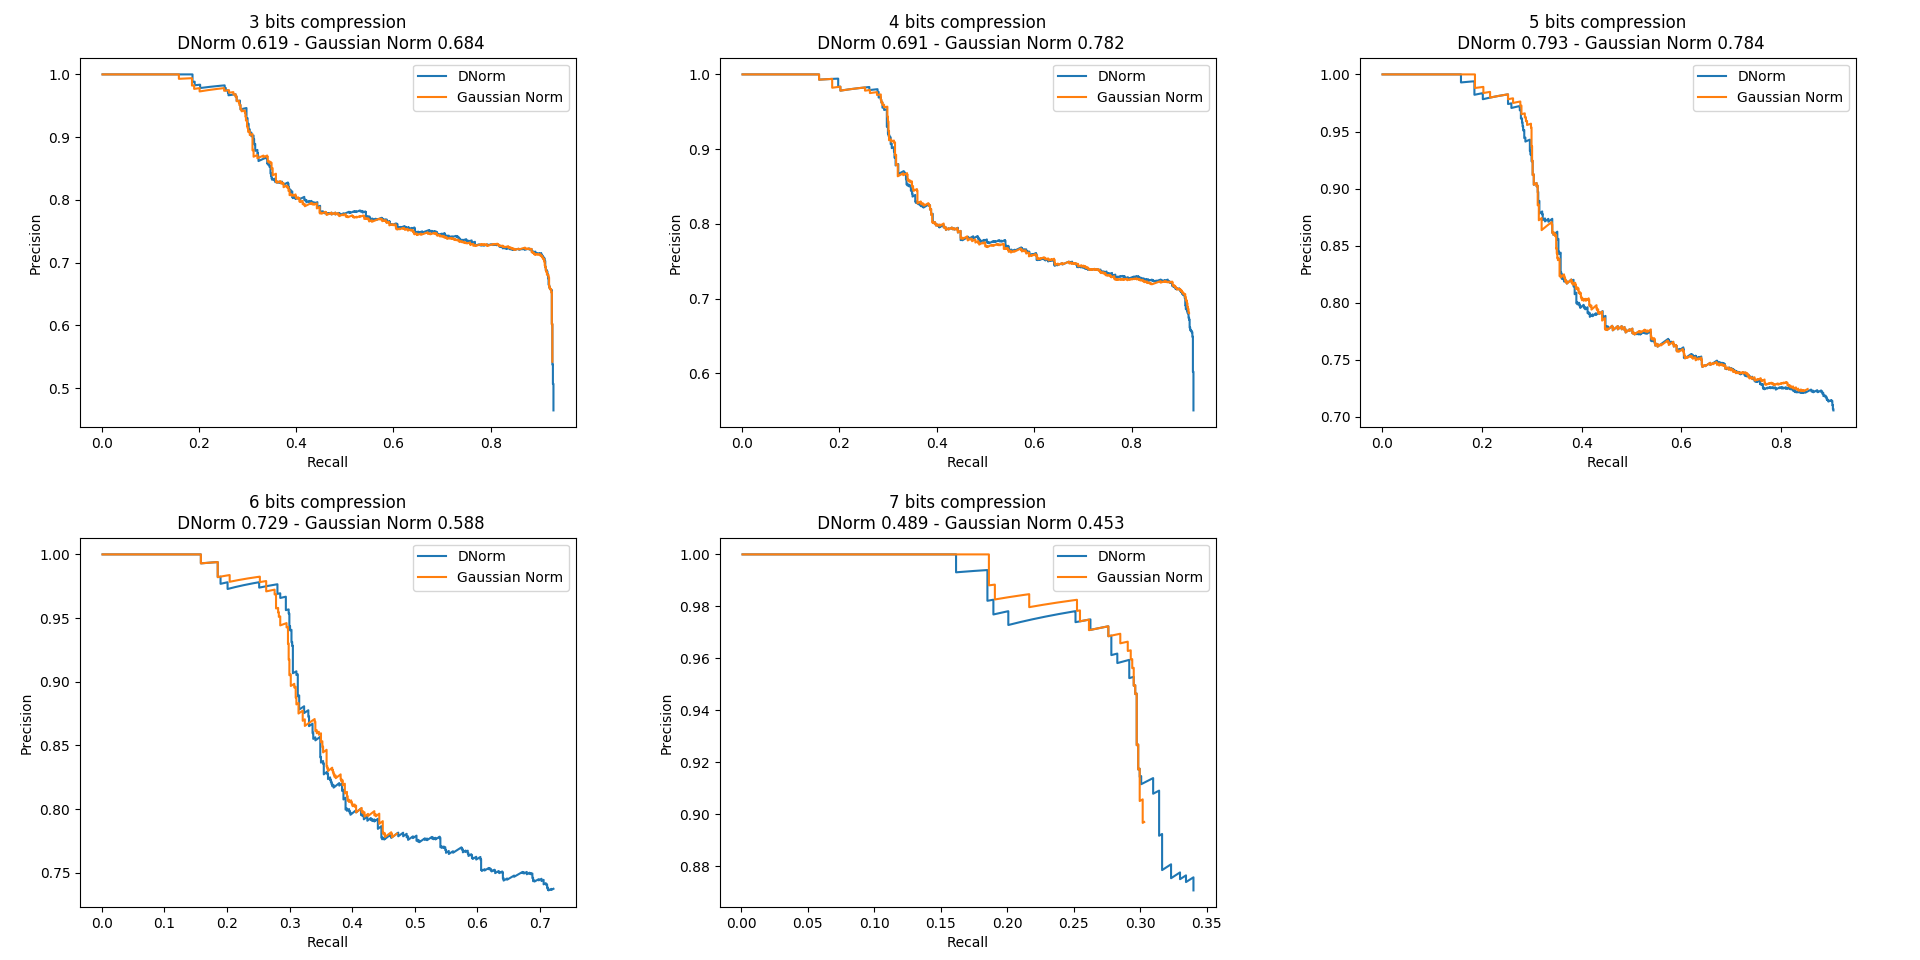 3 bits compression
DNorm 0.619 - Gaussian Norm 0.684
1.0
0.9
0.8
0.7
0.6
0.5
Precision
0.0 0.2 0.4 0.6 0.8
Recall
DNorm
Gaussian Norm
4 bits compression
DNorm 0.691 - Gaussian Norm 0.782
1.0
0.9
0.8
0.7
0.6
Precision
0.0 0.2 0.4 0.6 0.8
Recall
DNorm
Gaussian Norm
5 bits compression
DNorm 0.793 - Gaussian Norm 0.784
1.00
0.95
0.90
0.85
0.80
0.75
0.70
Precision
0.0 0.2 0.4 0.6 0.8
Recall
DNorm
Gaussian Norm
6 bits compression
DNorm 0.729 - Gaussian Norm 0.588
1.00
0.95
0.90
0.85
0.80
0.75
Precision
0.0 0.1 0.2 0.3 0.4 0.5 0.6 0.7
Recall
DNorm
Gaussian Norm
7 bits compression
DNorm 0.489 - Gaussian Norm 0.453
1.00
0.98
0.96
0.94
0.92
0.90
0.88
Precision
0.00 0.05 0.10 0.15 0.20 0.25 0.30 0.35
Recall
DNorm
Gaussian Norm